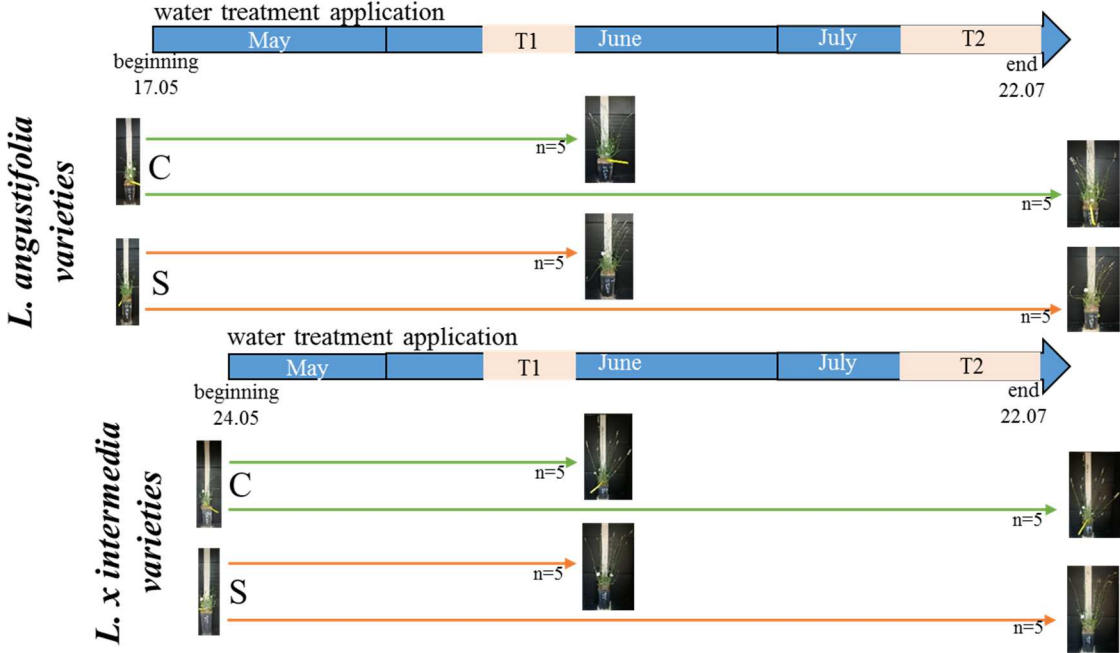 water treatment application
May T1 June July T2
beginning
17.05
end
22.07
L. angustifolia
varieties
C
n=5
n=5
S
n=5
n=5
water treatment application
May T1 June July T2
beginning
24.05
end
22.07
L. x intermedia
varieties
C
n=5
n=5
S
n=5
n=5